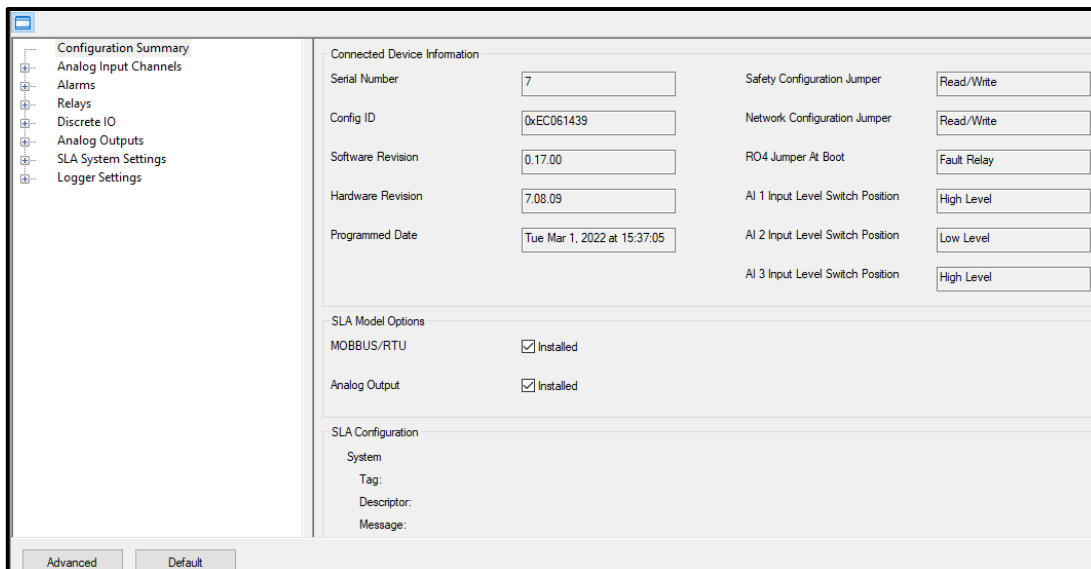 Configuration Summary
Analog Input Channels
Alarms
Relays
Discrete IO
Analog Outputs
SLA System Settings
Logger Settings
Connected Device Information
Serial Number 7 Safety Configuration Jumper Read/Write
Config ID 0xEC061439 Network Configuration Jumper Read/Write
Software Revision 0.17.00 RO4 Jumper At Boot Fault Relay
Hardware Revision 7.08.09 AI 1 Input Level Switch Position High Level
Programmed Date Tue Mar 1, 2022 at 15:37:05 AI 2 Input Level Switch Position Low Level
AI 3 Input Level Switch Position High Level
SLA Model Options
MOBBUS/RTU Installed
Analog Output Installed
SLA Configuration
System
Tag:
Descriptor:
Message:
Advanced Default